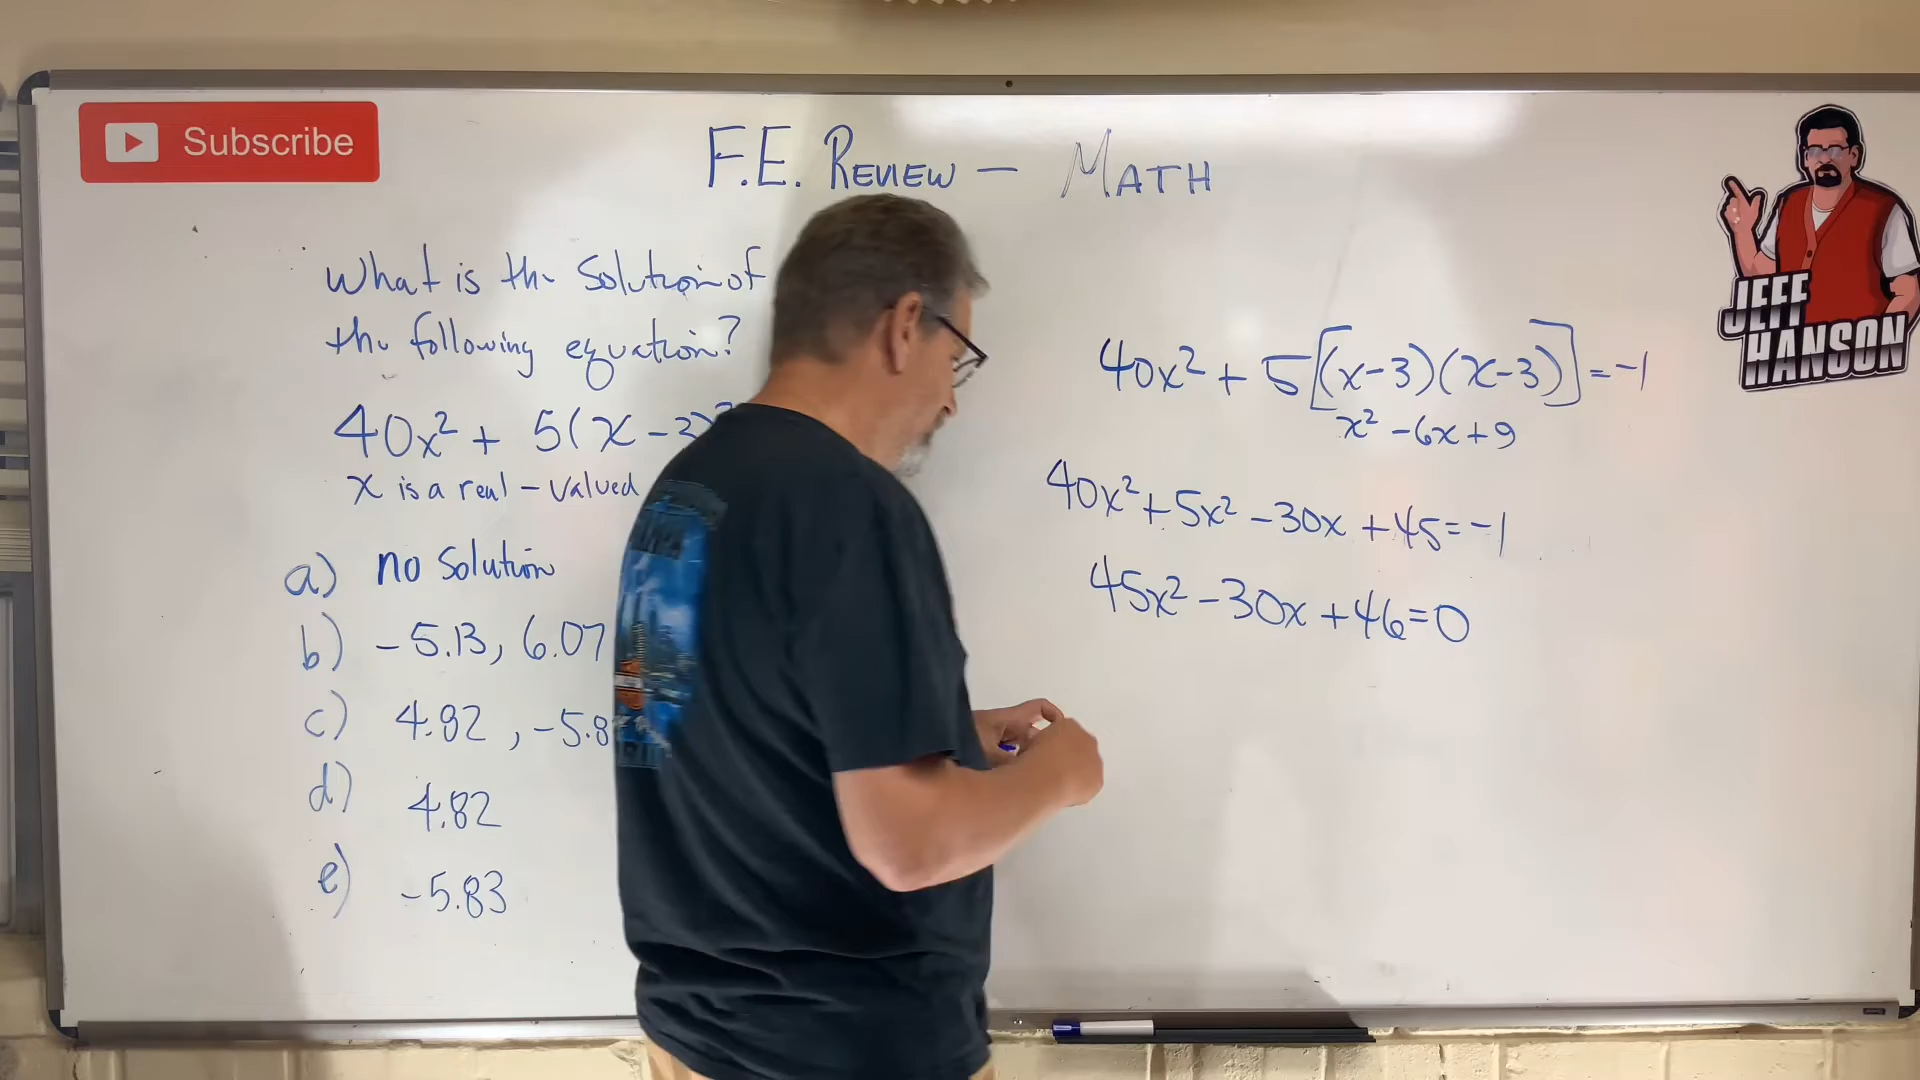 Subscribe
F.E. REVIEW — MATH
What is the Solution of
the following equation?
40x² + 5(x-3)²
x is a real-valued
a) no solution
b) -5.13, 6.07
c) 4.82, -5.8
d) 4.82
e) -5.83
40x² + 5[(x-3)(x-3)] = -1
x² -6x+9
40x² + 5x² -30x +45 = -1
45x² -30x +46=0
JEFF
HANSON